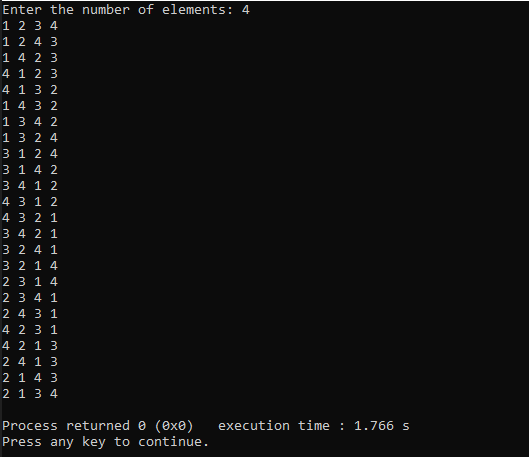 Enter the number of elements: 4
1 2 3 4
1 2 4 3
1 4 2 3
4 1 2 3
4 1 3 2
1 4 3 2
1 3 4 2
1 3 2 4
3 1 2 4
3 1 4 2
3 4 1 2
4 3 1 2
4 3 2 1
3 4 2 1
3 2 4 1
3 2 1 4
2 3 1 4
2 3 4 1
2 4 3 1
4 2 3 1
4 2 1 3
2 4 1 3
2 1 4 3
2 1 3 4
Process returned 0 (0x0)   execution time : 1.766 s
Press any key to continue.